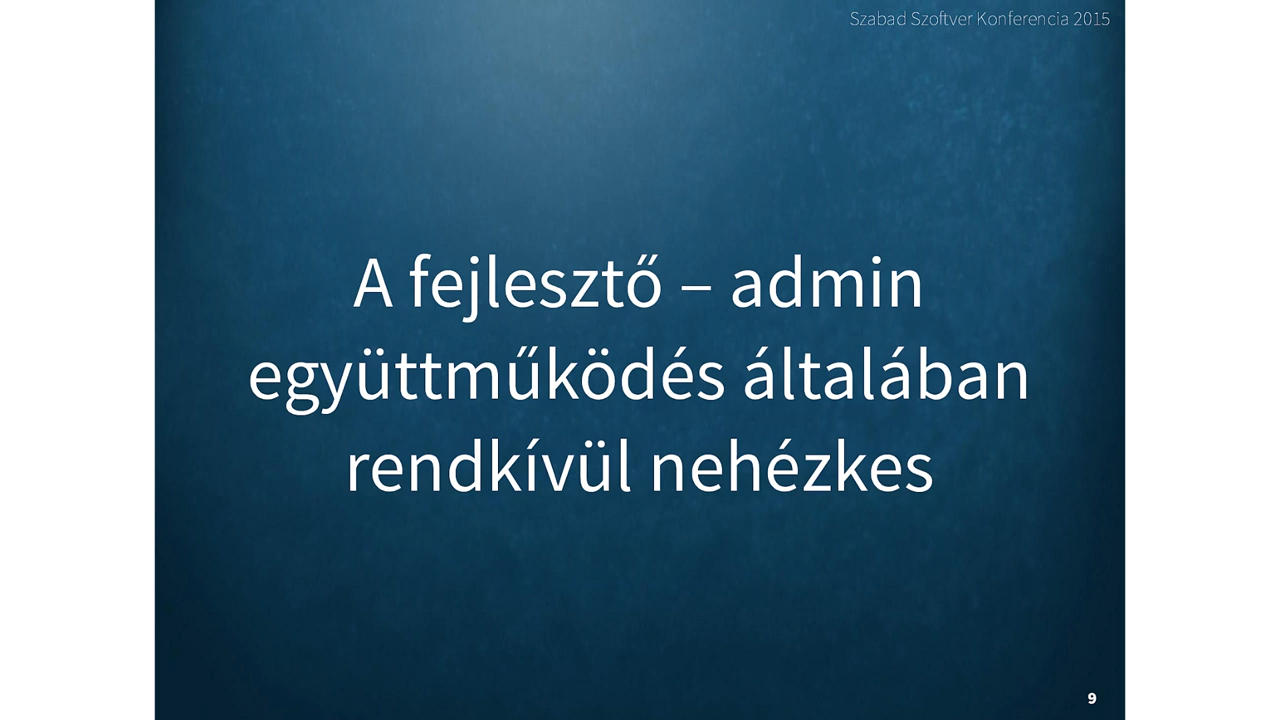 Szabad Szoftver Konferencia 2015
A fejlesztő – admin
együttműködés általában
rendkívül nehézkes
9